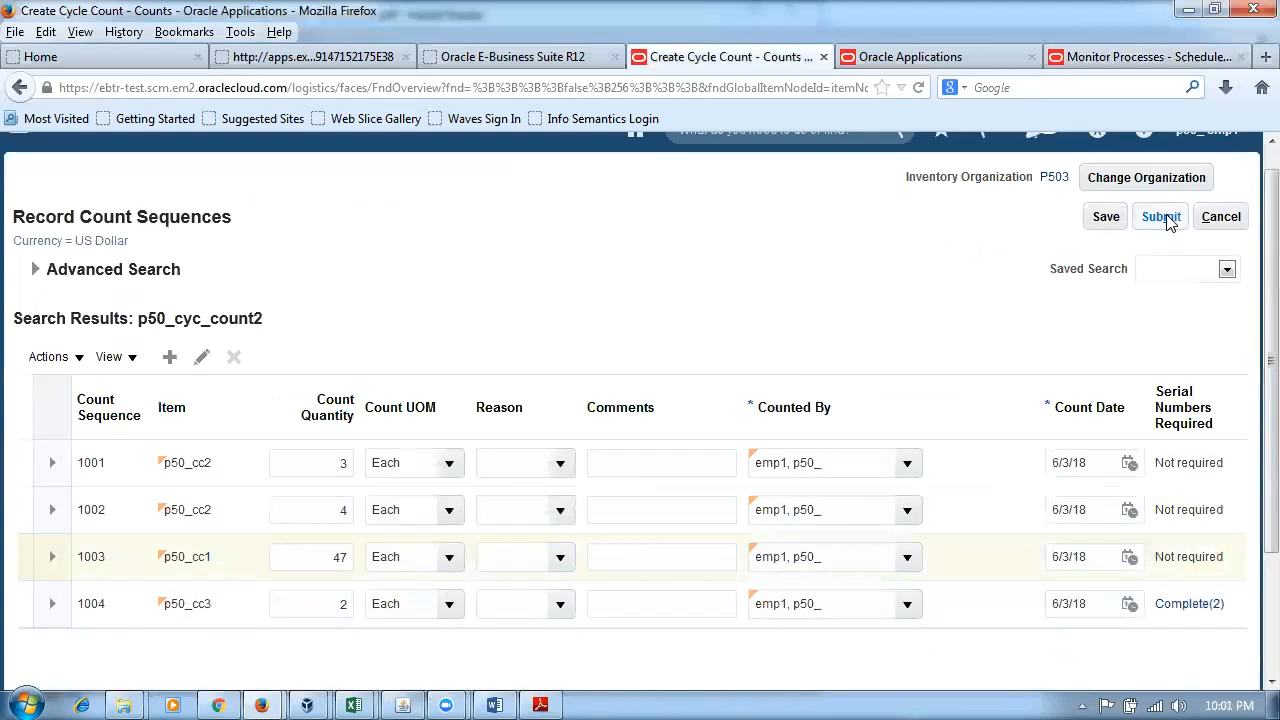 Create Cycle Count - Counts - Oracle Applications - Mozilla Firefox
File Edit View History Bookmarks Tools Help
Home http://apps.ex...9147152175E38 Oracle E-Business Suite R12 Create Cycle Count - Counts ... Oracle Applications Monitor Processes - Schedule...
https://ebtr-test.scm.em2.oraclecloud.com/logistics/faces/FndOverview?fnd=%3B%3B%3B%3Bfalse%3B256%3B%3B%3B&fndGlobalItemNodeId=itemNo Google
Most Visited Getting Started Suggested Sites Web Slice Gallery Waves Sign In Info Semantics Info
Inventory Organization P503 Change Organization
Record Count Sequences Save Submit Cancel
Currency = US Dollar
Advanced Search Saved Search
Search Results: p50_cyc_count2
Actions View
Count Sequence Item Count Quantity Count UOM Reason Comments * Counted By * Count Date Serial Numbers Required
1001 p50_cc2 3 Each emp1, p50_ 6/3/18 Not required
1002 p50_cc2 4 Each emp1, p50_ 6/3/18 Not required
1003 p50_cc1 47 Each emp1, p50_ 6/3/18 Not required
1004 p50_cc3 2 Each emp1, p50_ 6/3/18 Complete(2)
10:01 PM